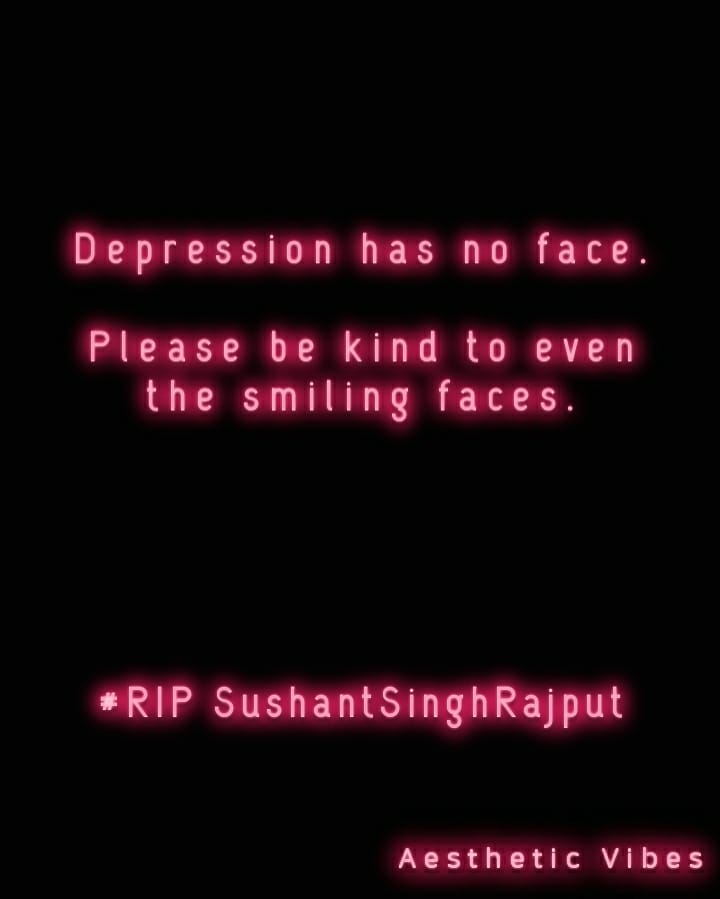 Depression has no face.
Please be kind to even
the smiling faces.
#RIP SushantSinghRajput
Aesthetic Vibes